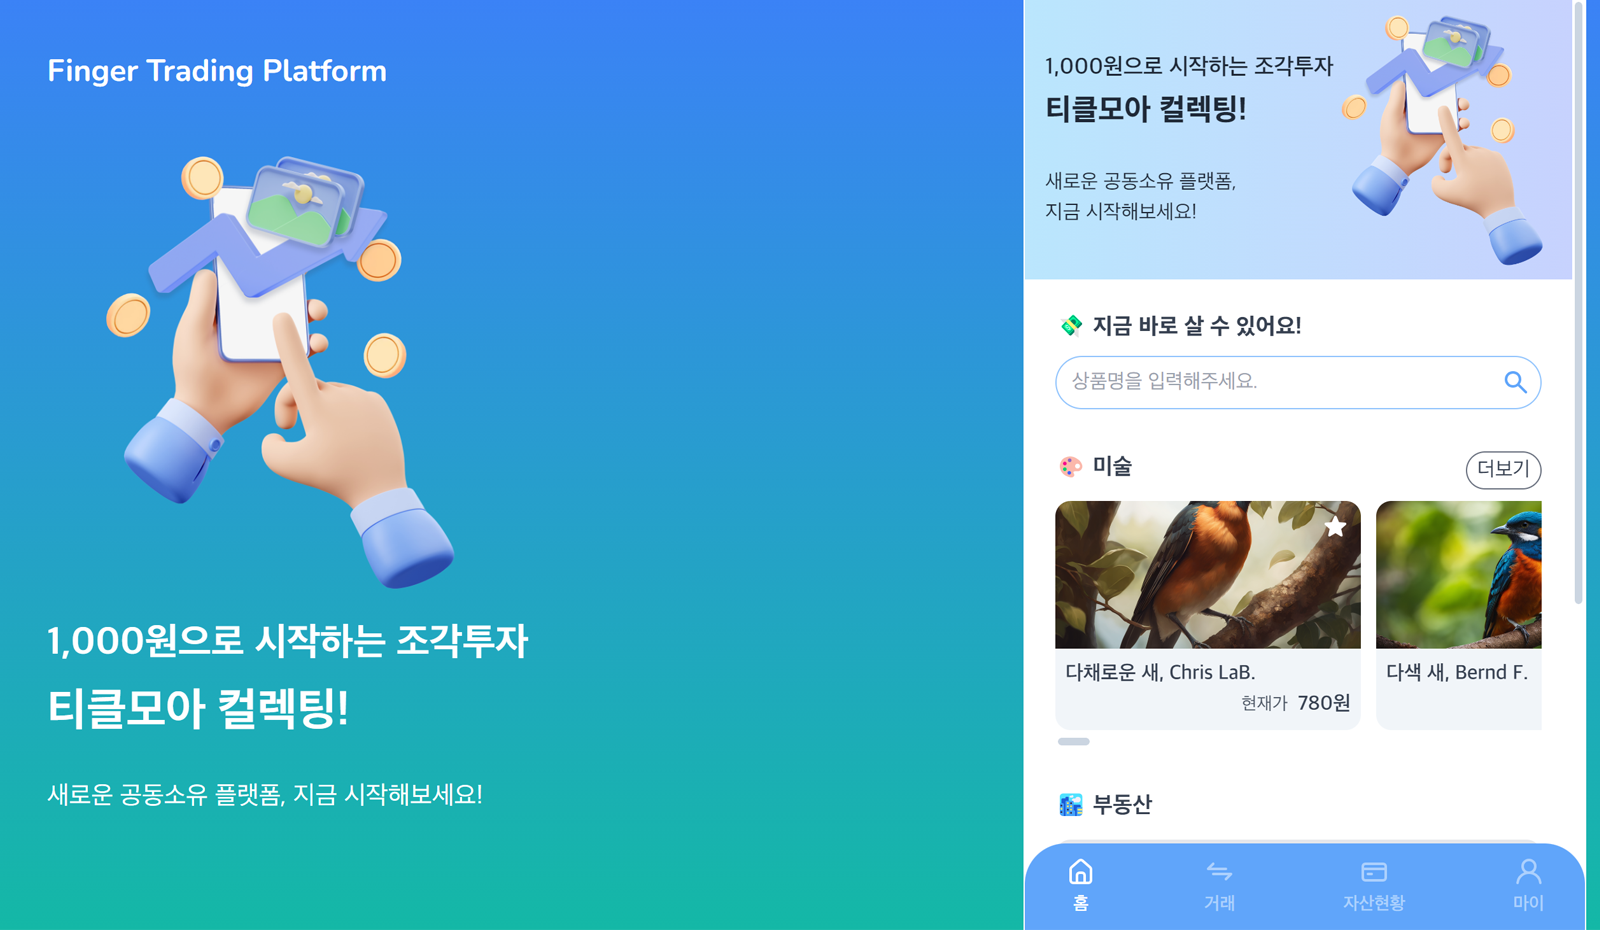 Finger Trading Platform
1,000원으로 시작하는 조각투자
티클모아 컬렉팅!
새로운 공동소유 플랫폼, 지금 시작해보세요!
1,000원으로 시작하는 조각투자
티클모아 컬렉팅!
새로운 공동소유 플랫폼,
지금 시작해보세요!
지금 바로 살 수 있어요!
상품명을 입력해주세요.
미술
더보기
다채로운 새, Chris LaB.
현재가 780원
다색 새, Bernd F.
부동산
홈
거래
자산현황
마이